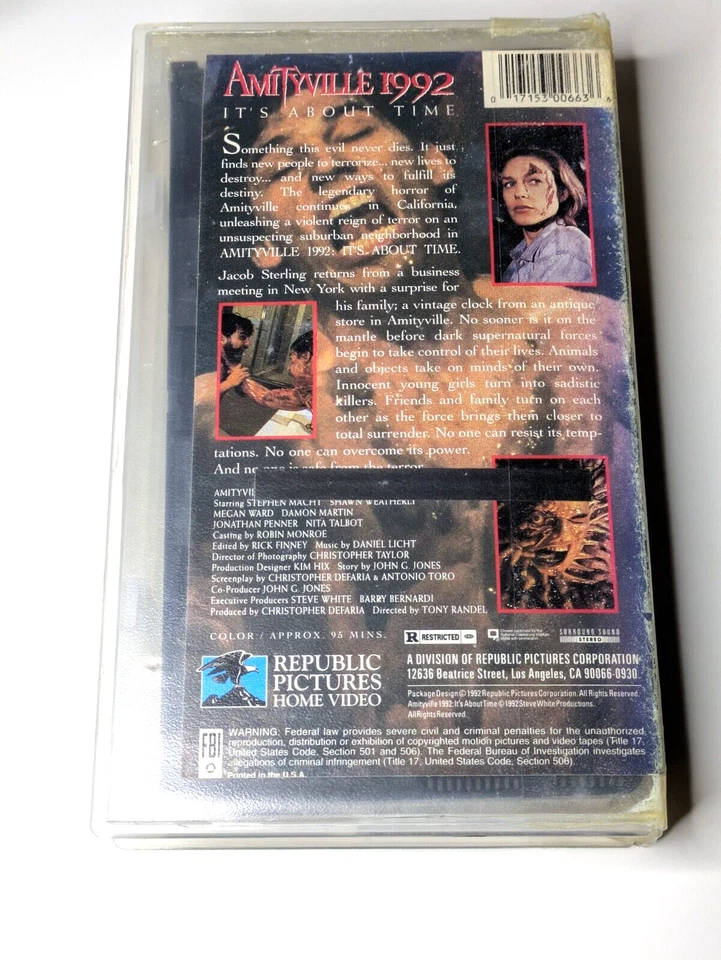 AMITYVILLE 1992
IT'S ABOUT TIME
0 17153 00663 6
Something this evil never dies. It just
finds new people to terrorize... new lives to
destroy... and new ways to fulfill its
destiny. The legendary horror of
Amityville continues in California,
unleashing a violent reign of terror on an
unsuspecting suburban neighborhood in
AMITYVILLE 1992: IT'S ABOUT TIME.
Jacob Sterling returns from a business
meeting in New York with a surprise for
his family; a vintage clock from an antique
store in Amityville. No sooner is it on the
mantle before dark supernatural forces
begin to take control of their lives. Animals
and objects take on minds of their own.
Innocent young girls turn into sadistic
killers. Friends and family turn on each
other as the force brings them closer to
total surrender. No one can resist its temp-
tations. No one can overcome its power.
And no one is safe from the terror
AMITYVIL
Starring STEPHEN MACHT SHAWN WEATHERLY
MEGAN WARD DAMON MARTIN
JONATHAN PENNER NITA TALBOT
Casting by ROBIN MONROE
Edited by RICK FINNEY Music by DANIEL LICHT
Director of Photography CHRISTOPHER TAYLOR
Production Designer KIM HIX Story by JOHN G. JONES
Screenplay by CHRISTOPHER DEFARIA & ANTONIO TORO
Co-Producer JOHN G. JONES
Executive Producers STEVE WHITE BARRY BERNARDI
Produced by CHRISTOPHER DEFARIA Directed by TONY RANDEL
COLOR / APPROX. 95 MINS.
R RESTRICTED
SURROUND SOUND
STEREO
REPUBLIC
PICTURES
HOME VIDEO
A DIVISION OF REPUBLIC PICTURES CORPORATION
12636 Beatrice Street, Los Angeles, CA 90066-0930
Package Design © 1992 Republic Pictures Corporation. All Rights Reserved.
Amityville 1992: It's About Time © 1992 Steve White Productions.
All Rights Reserved.
FBI
WARNING: Federal law provides severe civil and criminal penalties for the unauthorized
reproduction, distribution or exhibition of copyrighted motion pictures and video tapes (Title 17,
United States Code, Section 501 and 506). The Federal Bureau of Investigation investigates
allegations of criminal infringement (Title 17, United States Code, Section 506).
Printed in the U.S.A.